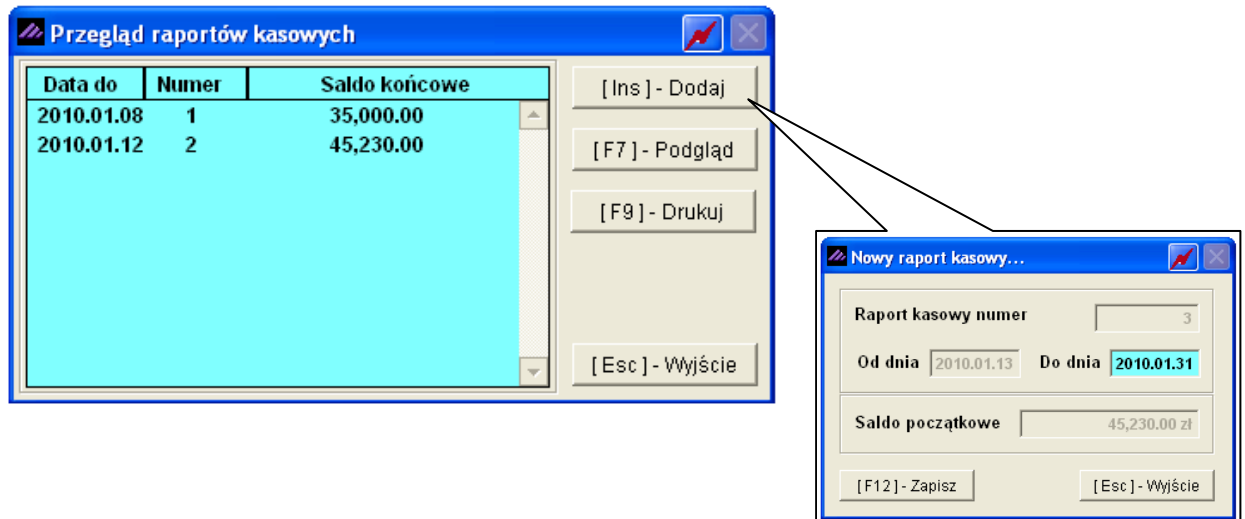 Przegląd raportów kasowych
Data do Numer Saldo końcowe
2010.01.08 1 35,000.00
2010.01.12 2 45,230.00
[ Ins ] - Dodaj
[ F7 ] - Podgląd
[ F9 ] - Drukuj
[ Esc ] - Wyjście
Nowy raport kasowy...
Raport kasowy numer 3
Od dnia 2010.01.13 Do dnia 2010.01.31
Saldo początkowe 45,230.00 zł
[ F12 ] - Zapisz [ Esc ] - Wyjście